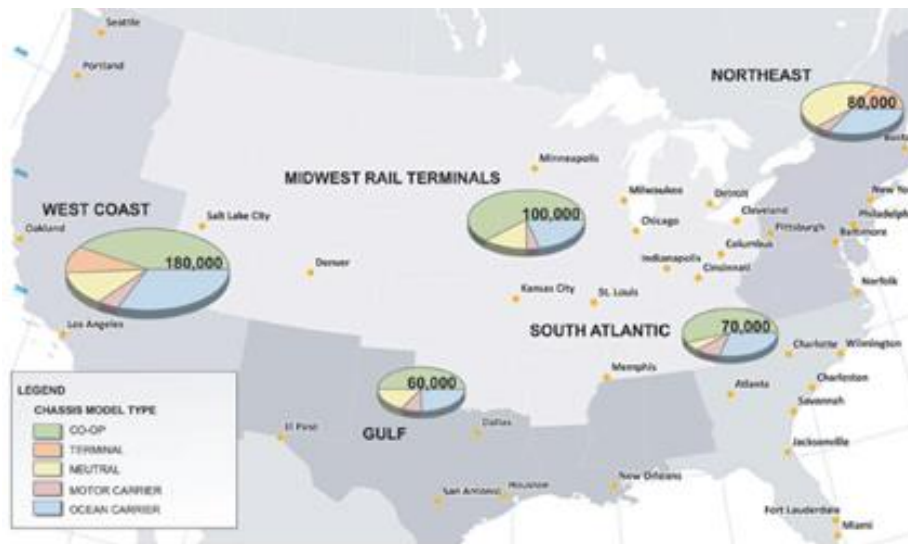 Seattle
Portland
NORTHEAST
80,000
Minneapolis
MIDWEST RAIL TERMINALS
Milwaukee
Detroit
New
WEST COAST
Salt Lake City
100,000
Chicago
Cleveland
Philadelph
Oakland
Pittsburgh
Baltimore
Columbus
180,000
Denver
Indianapolis
Cincinnati
Kansas City
St. Louis
Norfolk
SOUTH ATLANTIC
70,000
Los Angeles
Charlotte
Wilmington
60,000
Memphis
Atlanta
Charleston
LEGEND
Savannah
CHASSIS MODEL TYPE
CO-OP
El Paso
GULF
Dallas
TERMINAL
Jacksonville
NEUTRAL
MOTOR CARRIER
San Antonio
Houston
New Orleans
OCEAN CARRIER
Fort Lauderdale
Miami